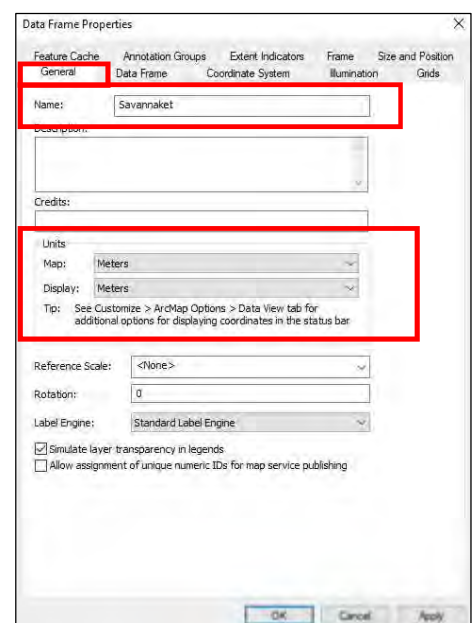 Data Frame Properties
Feature Cache Annotation Groups Extent Indicators Frame Size and Position
General Data Frame Coordinate System Illumination Grids
Name: Savannaket
Description:
Credits:
Units
Map: Meters
Display: Meters
Tip: See Customize > ArcMap Options > Data View tab for
additional options for displaying coordinates in the status bar
Reference Scale: <None>
Rotation: 0
Label Engine: Standard Label Engine
Simulate layer transparency in legends
Allow assignment of unique numeric IDs for map service publishing
OK Cancel Apply